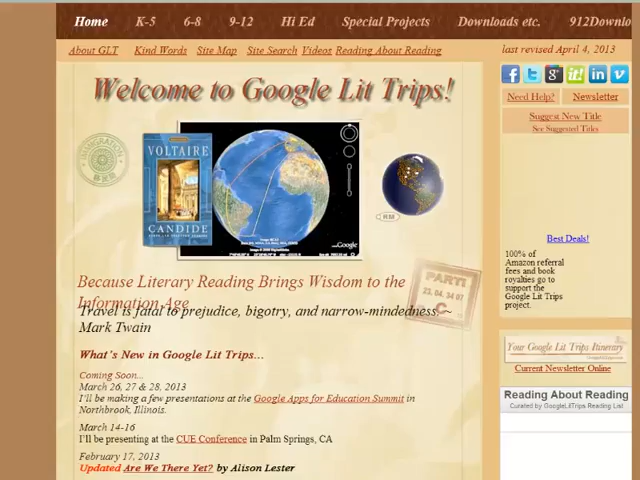 Home K-5 6-8 9-12 Hi Ed Special Projects Downloads etc. 912Downlo
About GLT Kind Words Site Map Site Search Videos Reading About Reading
last revised April 4, 2013
Welcome to Google Lit Trips!
Need Help? Newsletter
Suggest New Title
See Suggested Titles
VOLTAIRE
CANDIDE
Google
RM
IMMIGRATION
Best Deals!
100% of
Amazon referral
fees and book
royalties go to
support the
Google Lit Trips
project.
PARTI
23. 04. 34 07
Because Literary Reading Brings Wisdom to the
Information Age
Travel is fatal to prejudice, bigotry, and narrow-mindedness. ~
Mark Twain
What's New in Google Lit Trips...
Coming Soon...
March 26, 27 & 28, 2013
I'll be making a few presentations at the Google Apps for Education Summit in
Northbrook, Illinois.
March 14-16
I'll be presenting at the CUE Conference in Palm Springs, CA
February 17, 2013
Updated Are We There Yet? by Alison Lester
Your Google Lit Trips Itinerary
Current Newsletter Online
Reading About Reading
Curated by GoogleLitTrips Reading List